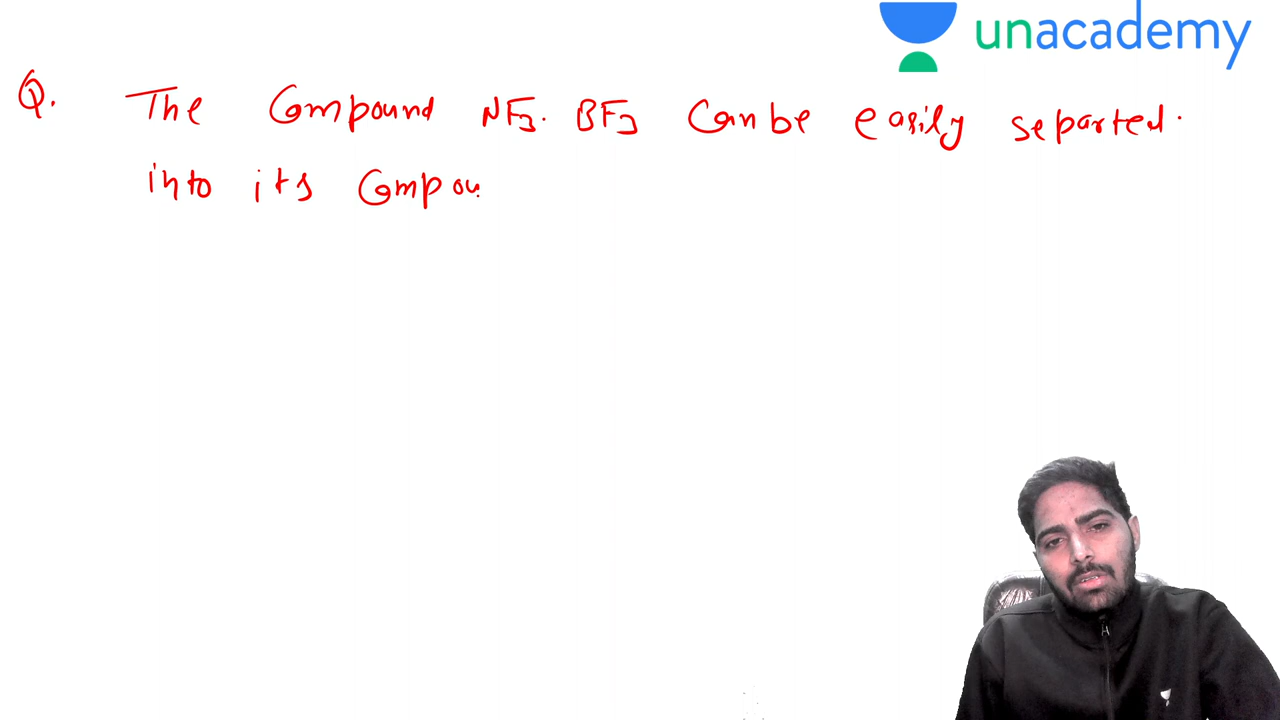 unacademy
Q. The Compound NF3. BF3 Can be easily separted.
into its Compou